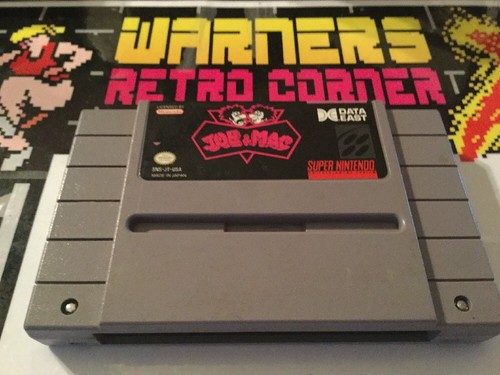 WARNERS
RETRO CORNER
LICENSED BY
Nintendo
JOE & MAC
DATA
EAST
SNS-JT-USA
MADE IN JAPAN
SUPER NINTENDO